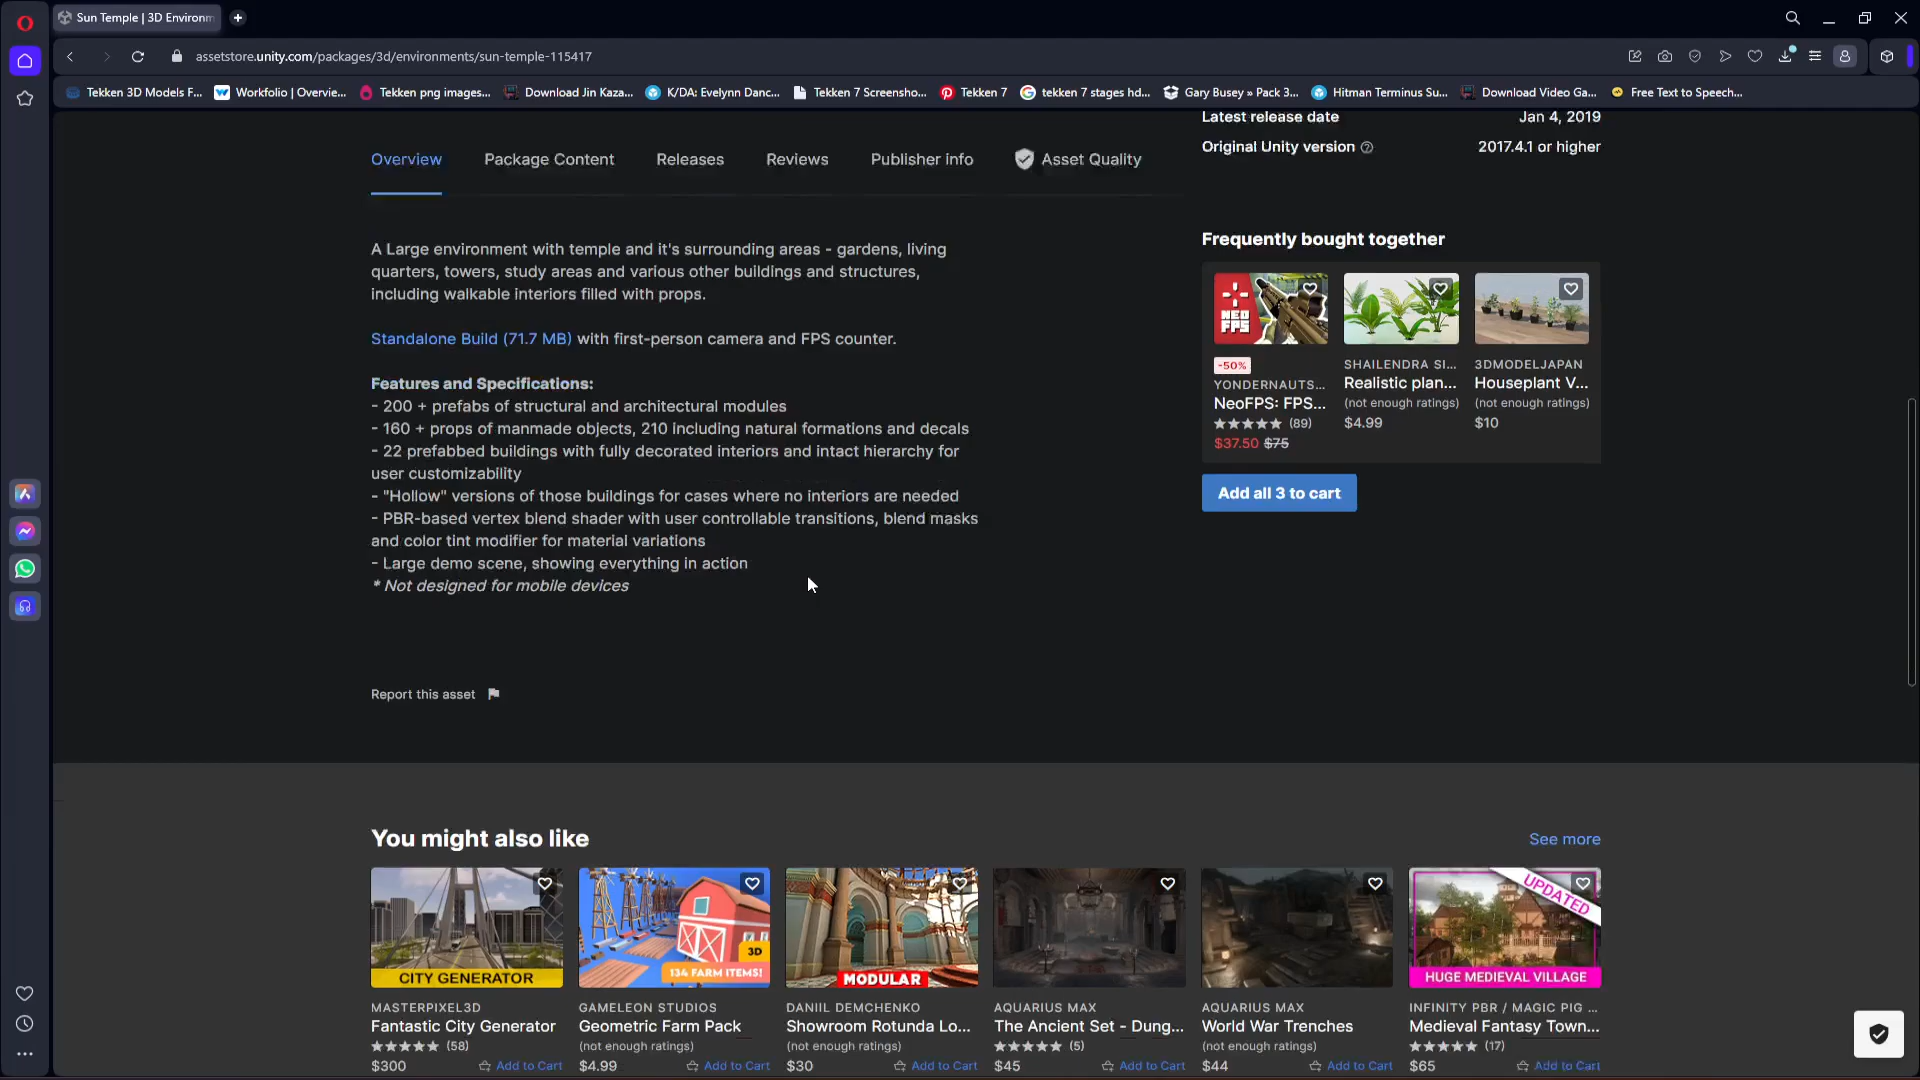 Sun Temple | 3D Environm
assetstore.unity.com/packages/3d/environments/sun-temple-115417
Tekken 3D Models F...
Workfolio | Overvie...
Tekken png images...
Download Jin Kaza...
K/DA: Evelynn Danc...
Tekken 7 Screensho...
Tekken 7
tekken 7 stages hd...
Gary Busey » Pack 3...
Hitman Terminus Su...
Download Video Ga...
Free Text to Speech...
Latest release date Jan 4, 2019
Original Unity version 2017.4.1 or higher
Overview Package Content Releases Reviews Publisher info Asset Quality
A Large environment with temple and it's surrounding areas - gardens, living
quarters, towers, study areas and various other buildings and structures,
including walkable interiors filled with props.
Standalone Build (71.7 MB) with first-person camera and FPS counter.
Features and Specifications:
- 200 + prefabs of structural and architectural modules
- 160 + props of manmade objects, 210 including natural formations and decals
- 22 prefabbed buildings with fully decorated interiors and intact hierarchy for
user customizability
- "Hollow" versions of those buildings for cases where no interiors are needed
- PBR-based vertex blend shader with user controllable transitions, blend masks
and color tint modifier for material variations
- Large demo scene, showing everything in action
* Not designed for mobile devices
Report this asset
Frequently bought together
NEO
FPS
-50%
YONDERNAUTS...
NeoFPS: FPS...
(89)
$37.50 $75
SHAILENDRA SI...
Realistic plan...
(not enough ratings)
$4.99
3DMODELJAPAN
Houseplant V...
(not enough ratings)
$10
Add all 3 to cart
You might also like
See more
CITY GENERATOR
MASTERPIXEL3D
Fantastic City Generator
(58)
$300 Add to Cart
3D
134 FARM ITEMS!
GAMELEON STUDIOS
Geometric Farm Pack
(not enough ratings)
$4.99 Add to Cart
MODULAR
DANIIL DEMCHENKO
Showroom Rotunda Lo...
(not enough ratings)
$30 Add to Cart
AQUARIUS MAX
The Ancient Set - Dung...
(5)
$45 Add to Cart
AQUARIUS MAX
World War Trenches
(not enough ratings)
$44 Add to Cart
UPDATED
HUGE MEDIEVAL VILLAGE
INFINITY PBR / MAGIC PIG ...
Medieval Fantasy Town...
(17)
$65 Add to Cart